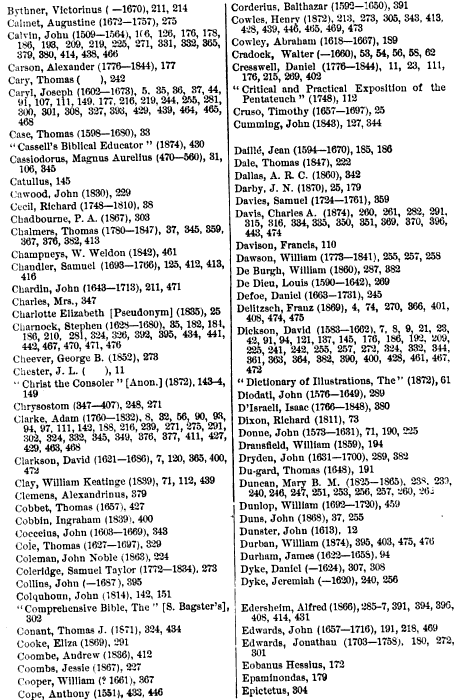 Bythner, Victorinus ( —1670), 211, 214
Calmet, Augustine (1672—1757), 275
Calvin, John (1509—1564), 106, 126, 176, 178,
186, 193, 209, 219, 225, 271, 331, 332, 365,
379, 380, 414, 438, 466
Carson, Alexander (1776—1844), 177
Cary, Thomas ( ), 242
Caryl, Joseph (1602—1673), 5, 35, 36, 37, 44,
91, 107, 111, 149, 177, 216, 219, 244, 255, 281,
300, 301, 308, 327, 393, 429, 439, 464, 465,
468
Case, Thomas (1598—1680), 33
"Cassell's Biblical Educator" (1874), 430
Cassiodorus, Magnus Aurelius (470—560), 31,
106, 345
Catullus, 145
Cawood, John (1830), 229
Cecil, Richard (1748—1810), 38
Chadbourne, P. A. (1867), 303
Chalmers, Thomas (1780—1847), 37, 345, 359,
367, 376, 382, 413
Champneys, W. Weldon (1842), 461
Chandler, Samuel (1693—1766), 125, 412, 413,
416
Chardin, John (1643—1713), 211, 471
Charles, Mrs., 347
Charlotte Elizabeth [Pseudonym] (1835), 25
Charnock, Stephen (1628—1680), 35, 182, 184,
186, 210, 281, 324, 326, 392, 395, 434, 441,
442, 467, 470, 471, 476
Cheever, George B. (1852), 273
Chester, J. L. ( ), 11
"Christ the Consoler" [Anon.] (1872), 143-4,
149
Chrysostom (347—407), 248, 271
Clarke, Adam (1760—1832), 8, 32, 56, 90, 93,
94, 97, 111, 142, 188, 216, 239, 271, 275, 291,
302, 324, 332, 345, 349, 376, 377, 411, 427,
429, 463, 468
Clarkson, David (1621—1686), 7, 120, 365, 400,
472
Clay, William Keatinge (1839), 71, 112, 439
Clemens, Alexandrinus, 379
Cobbet, Thomas (1657), 427
Cobbin, Ingraham (1839), 400
Cocceius, John (1603—1669), 343
Cole, Thomas (1627—1697), 329
Coleman, John Noble (1863), 224
Coleridge, Samuel Taylor (1772—1834), 273
Collins, John (—1687), 395
Colquhoun, John (1814), 142, 151
"Comprehensive Bible, The" [S. Bagster's],
302
Conant, Thomas J. (1871), 324, 434
Cooke, Eliza (1869), 291
Coombe, Andrew (1836), 412
Coombs, Jessie (1867), 227
Cooper, William (? 1661), 367
Cope, Anthony (1551), 433, 446
Corderius, Balthazar (1592—1650), 391
Cowles, Henry (1872), 213, 273, 305, 343, 413,
428, 439, 446, 465, 469, 473
Cowley, Abraham (1618—1667), 189
Cradock, Walter (—1660), 53, 54, 56, 58, 62
Cresswell, Daniel (1776—1844), 11, 23, 111,
176, 215, 269, 402
"Critical and Practical Exposition of the
Pentateuch" (1748), 112
Cruso, Timothy (1657—1697), 25
Cumming, John (1843), 127, 344
Daillé, Jean (1594—1670), 185, 186
Dale, Thomas (1847), 222
Dallas, A. R. C. (1860), 342
Darby, J. N. (1870), 25, 179
Davies, Samuel (1724—1761), 359
Davis, Charles A. (1874), 260, 261, 282, 291,
315, 316, 334, 335, 350, 351, 369, 370, 396,
443, 474
Davison, Francis, 110
Dawson, William (1773—1841), 255, 257, 258
De Burgh, William (1860), 287, 382
De Dieu, Louis (1590—1642), 269
Defoe, Daniel (1663—1731), 245
Delitzsch, Franz (1869), 4, 74, 270, 366, 401,
408, 474, 475
Dickson, David (1583—1662), 7, 8, 9, 21, 23,
42, 91, 94, 121, 137, 145, 176, 186, 192, 209,
225, 241, 242, 255, 257, 272, 324, 332, 344,
361, 363, 364, 382, 390, 400, 428, 461, 467,
472
"Dictionary of Illustrations, The" (1872), 61
Diodati, John (1576—1649), 289
D'Israeli, Isaac (1766—1848), 380
Dixon, Richard (1811), 73
Donne, John (1573—1631), 71, 190, 225
Dransfield, William (1859), 194
Dryden, John (1631—1700), 289, 382
Du-gard, Thomas (1648), 191
Duncan, Mary B. M. (1825—1865), 238, 239,
240, 246, 247, 251, 253, 256, 257, 260, 262
Dunlop, William (1692—1720), 459
Duns, John (1868), 37, 255
Dunster, John (1613), 12
Durban, William (1874), 395, 403, 475, 476
Durham, James (1622—1658), 94
Dyke, Daniel (—1624), 307, 308
Dyke, Jeremiah (—1620), 240, 256
Edersheim, Alfred (1866), 285-7, 391, 394, 396,
408, 414, 431
Edwards, John (1657—1716), 191, 218, 469
Edwards, Jonathan (1703—1758), 180, 272,
301
Eobanus Hessius, 172
Epaminondas, 179
Epictetus, 304